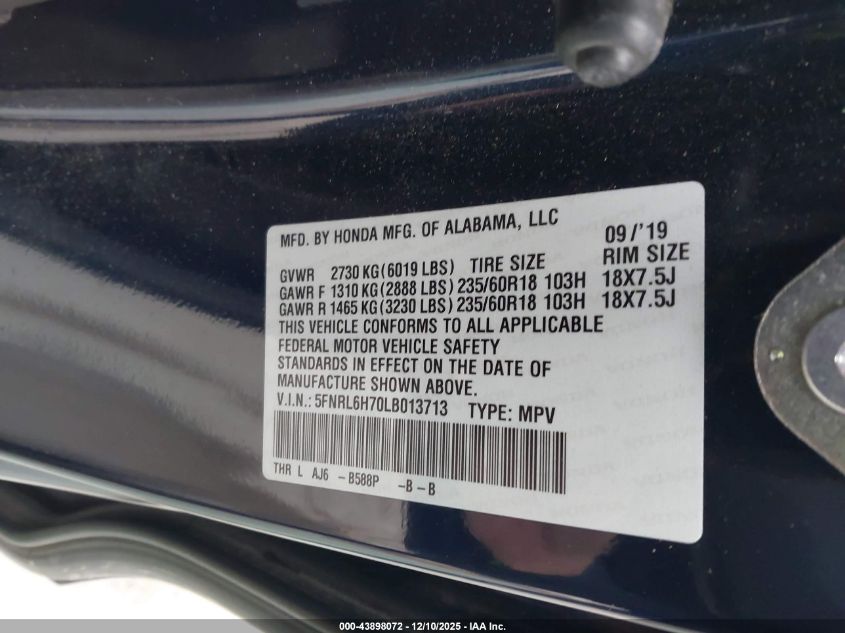 MFD. BY HONDA MFG. OF ALABAMA, LLC 09/'19
GVWR 2730 KG(6019 LBS) TIRE SIZE RIM SIZE
GAWR F 1310 KG(2888 LBS) 235/60R18 103H 18X7.5J
GAWR R 1465 KG(3230 LBS) 235/60R18 103H 18X7.5J
THIS VEHICLE CONFORMS TO ALL APPLICABLE
FEDERAL MOTOR VEHICLE SAFETY
STANDARDS IN EFFECT ON THE DATE OF
MANUFACTURE SHOWN ABOVE.
V.I.N.: 5FNRL6H70LB013713 TYPE: MPV
THR L AJ6 -B588P -B-B
000-43898072 - 12/10/2025 - IAA Inc.